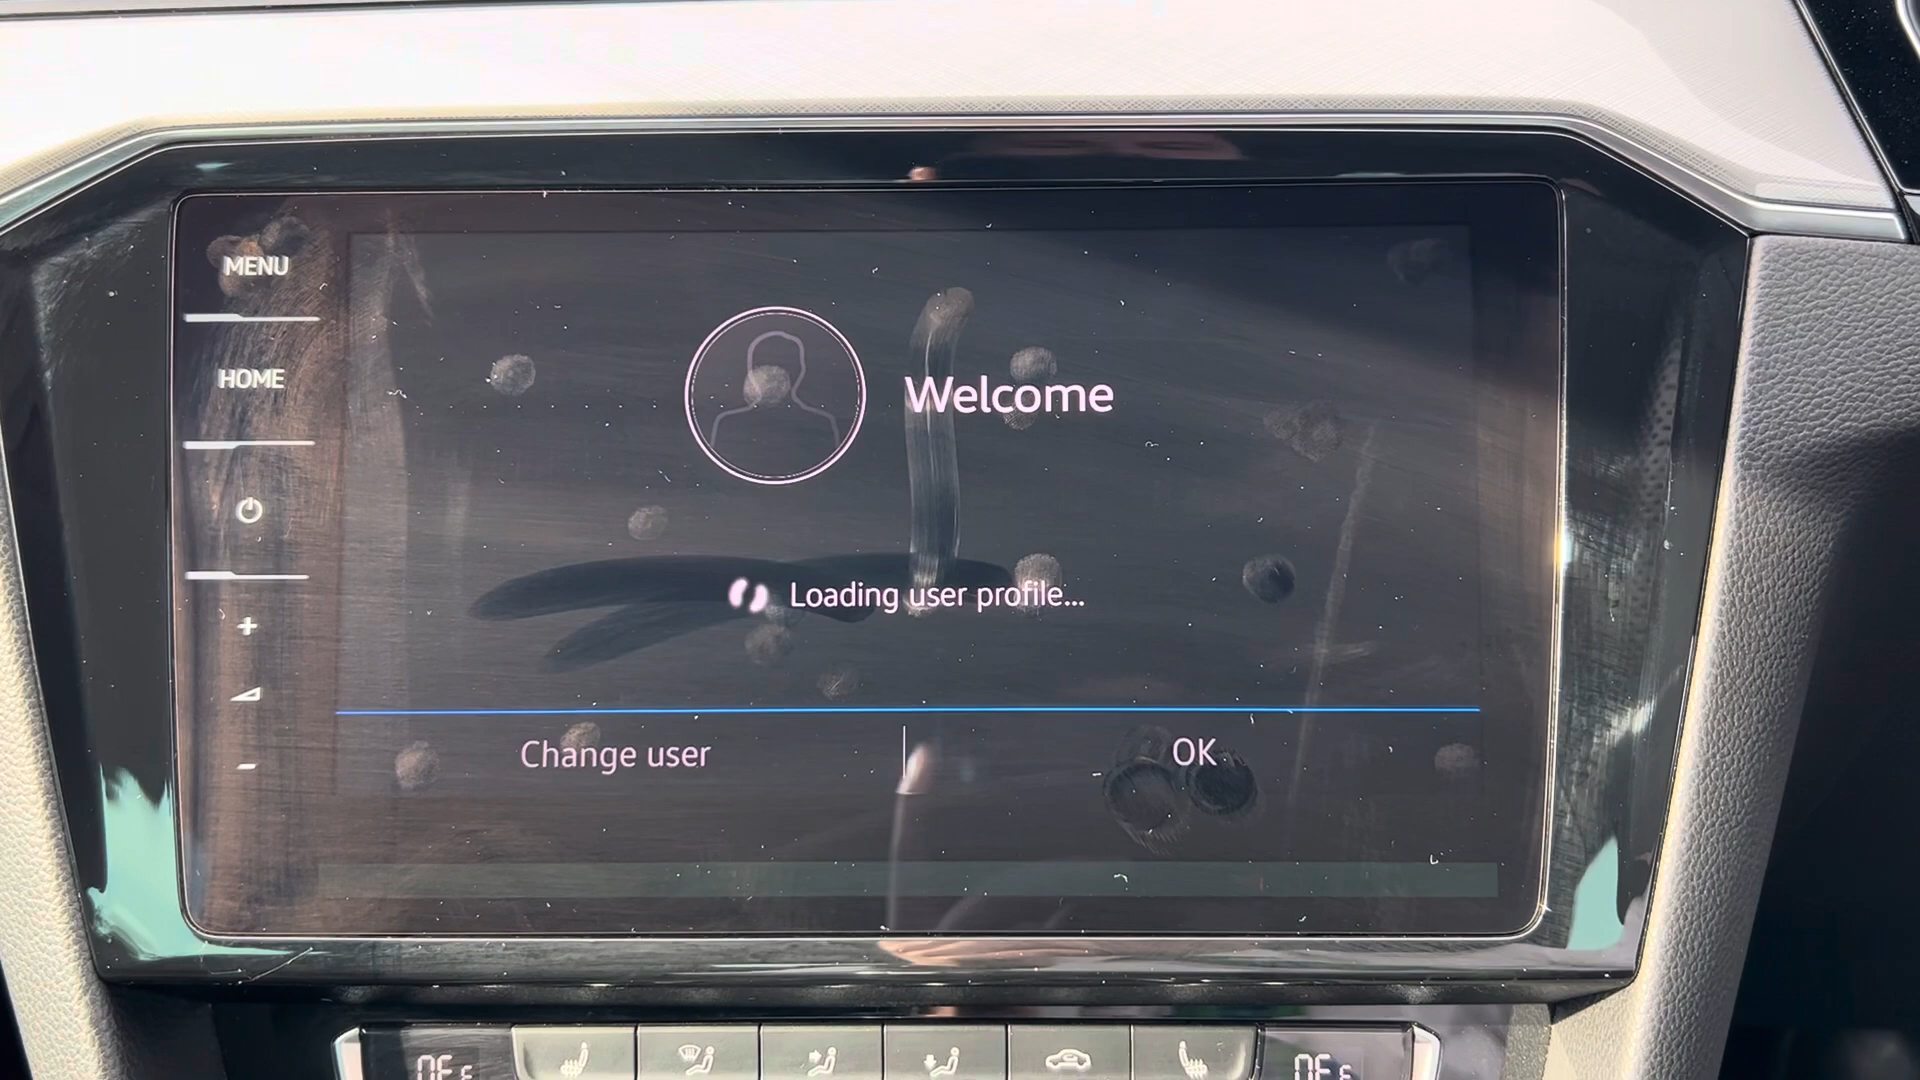 MENU
HOME
Welcome
+
Loading user profile...
-
Change user
OK